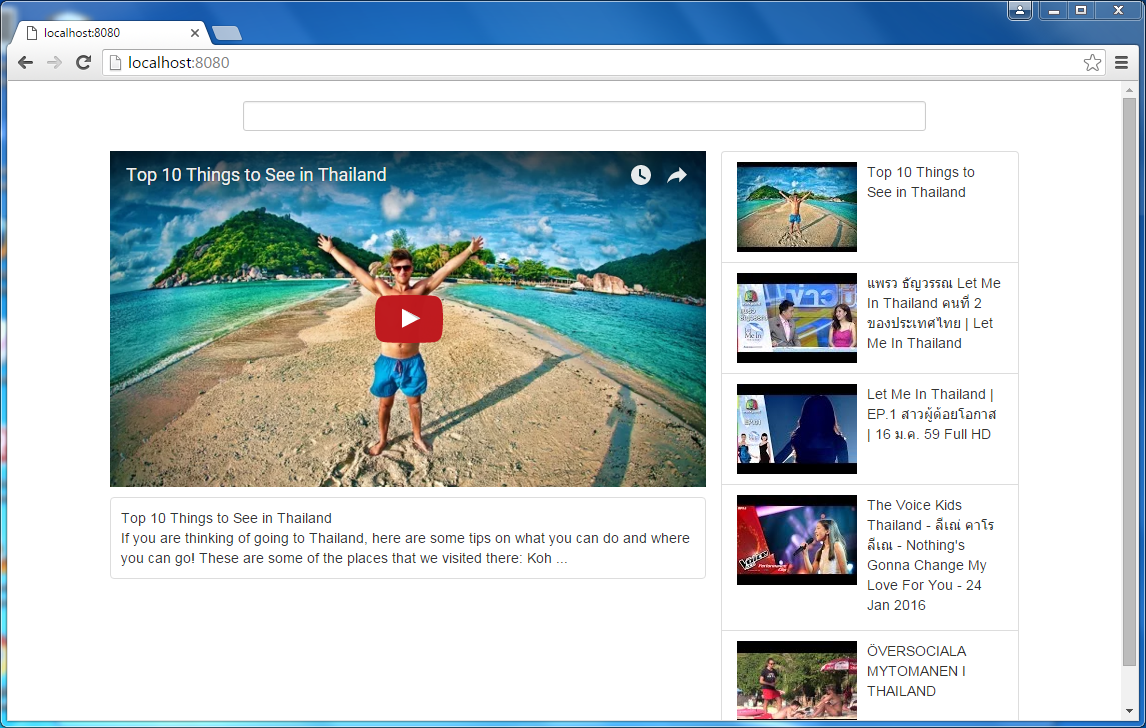 localhost:8080
localhost:8080
Top 10 Things to See in Thailand
Top 10 Things to See in Thailand
If you are thinking of going to Thailand, here are some tips on what you can do and where
you can go! These are some of the places that we visited there: Koh ...
Top 10 Things to
See in Thailand
แพรว ธัญวรรณ Let Me
In Thailand คนที่ 2
ของประเทศไทย | Let
Me In Thailand
Let Me In Thailand |
EP.1 สาวผู้ด้อยโอกาส
| 16 ม.ค. 59 Full HD
The Voice Kids
Thailand - ลีเณ่ คาโร
ลีเณ - Nothing's
Gonna Change My
Love For You - 24
Jan 2016
ÖVERSOCIALA
MYTOMANEN I
THAILAND